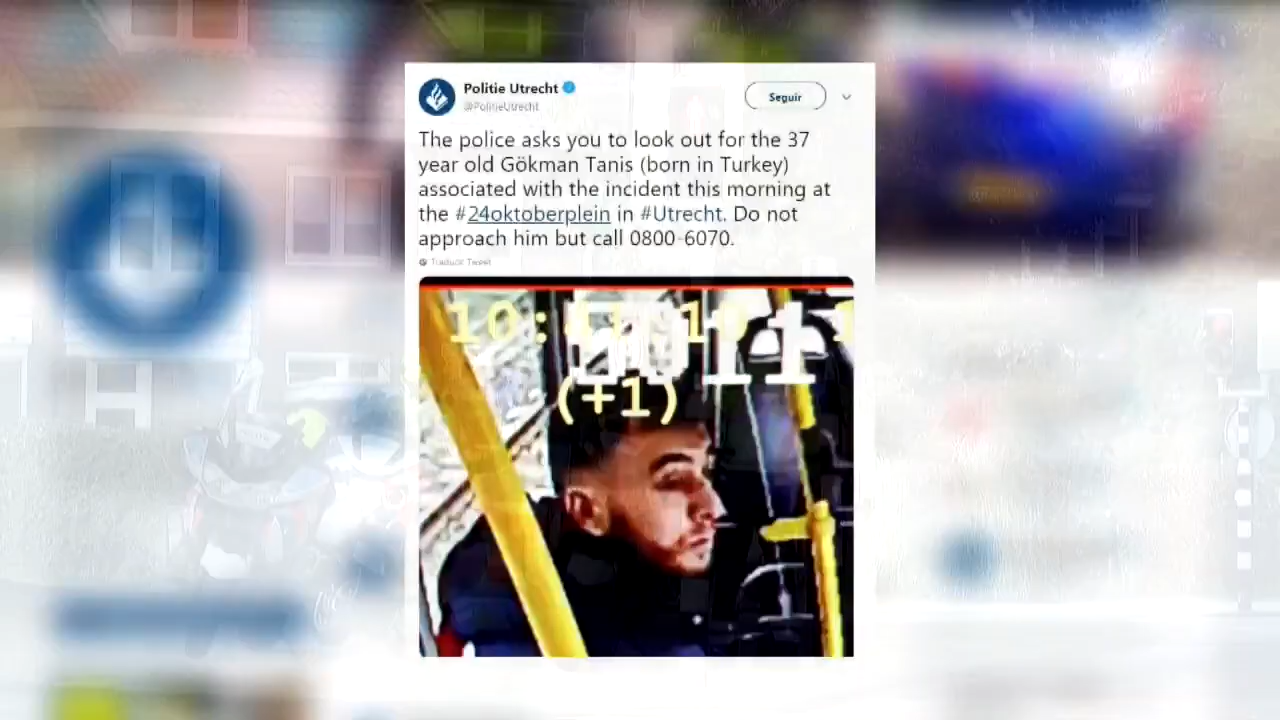 Politie Utrecht
@PolitieUtrecht
Seguir
The police asks you to look out for the 37
year old Gökman Tanis (born in Turkey)
associated with the incident this morning at
the #24oktoberplein in #Utrecht. Do not
approach him but call 0800-6070.
Traducir Tweet
(+1)